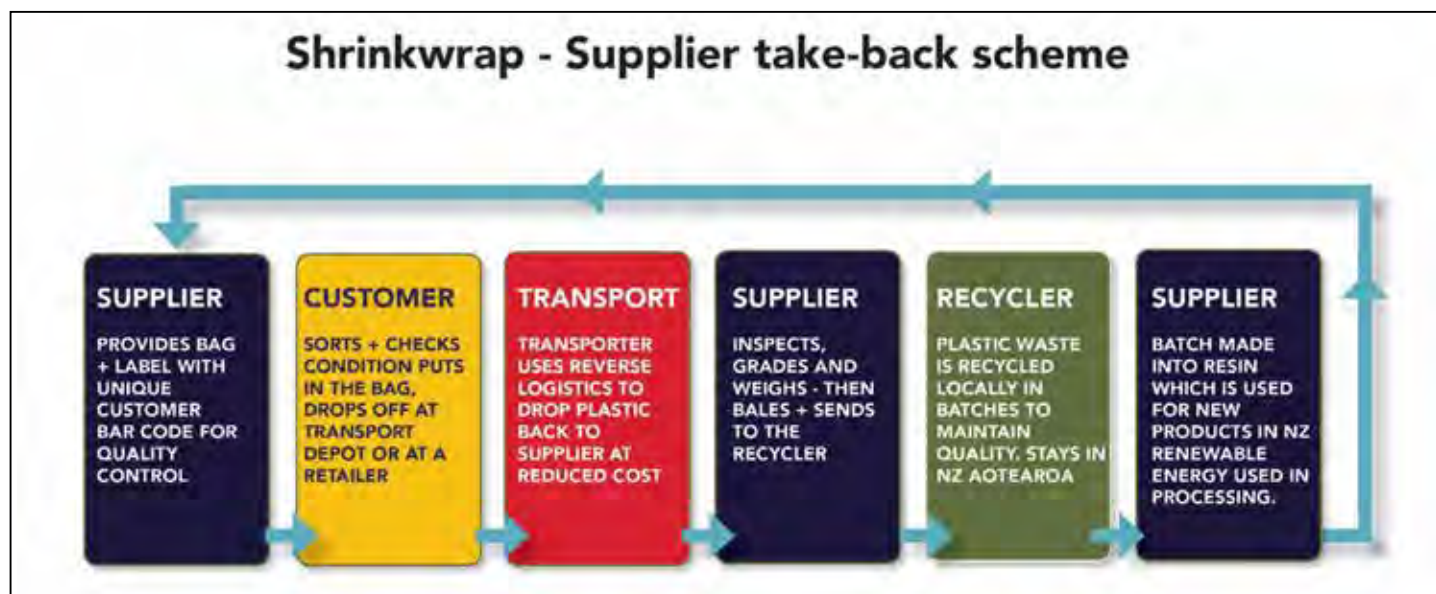 Shrinkwrap - Supplier take-back scheme
SUPPLIER
PROVIDES BAG
+ LABEL WITH
UNIQUE
CUSTOMER
BAR CODE FOR
QUALITY
CONTROL
CUSTOMER
SORTS + CHECKS
CONDITION PUTS
IN THE BAG,
DROPS OFF AT
TRANSPORT
DEPOT OR AT A
RETAILER
TRANSPORT
TRANSPORTER
USES REVERSE
LOGISTICS TO
DROP PLASTIC
BACK TO
SUPPLIER AT
REDUCED COST
SUPPLIER
INSPECTS,
GRADES AND
WEIGHS - THEN
BALES + SENDS
TO THE
RECYCLER
RECYCLER
PLASTIC WASTE
IS RECYCLED
LOCALLY IN
BATCHES TO
MAINTAIN
QUALITY. STAYS IN
NZ AOTEAROA
SUPPLIER
BATCH MADE
INTO RESIN
WHICH IS USED
FOR NEW
PRODUCTS IN NZ
RENEWABLE
ENERGY USED IN
PROCESSING.